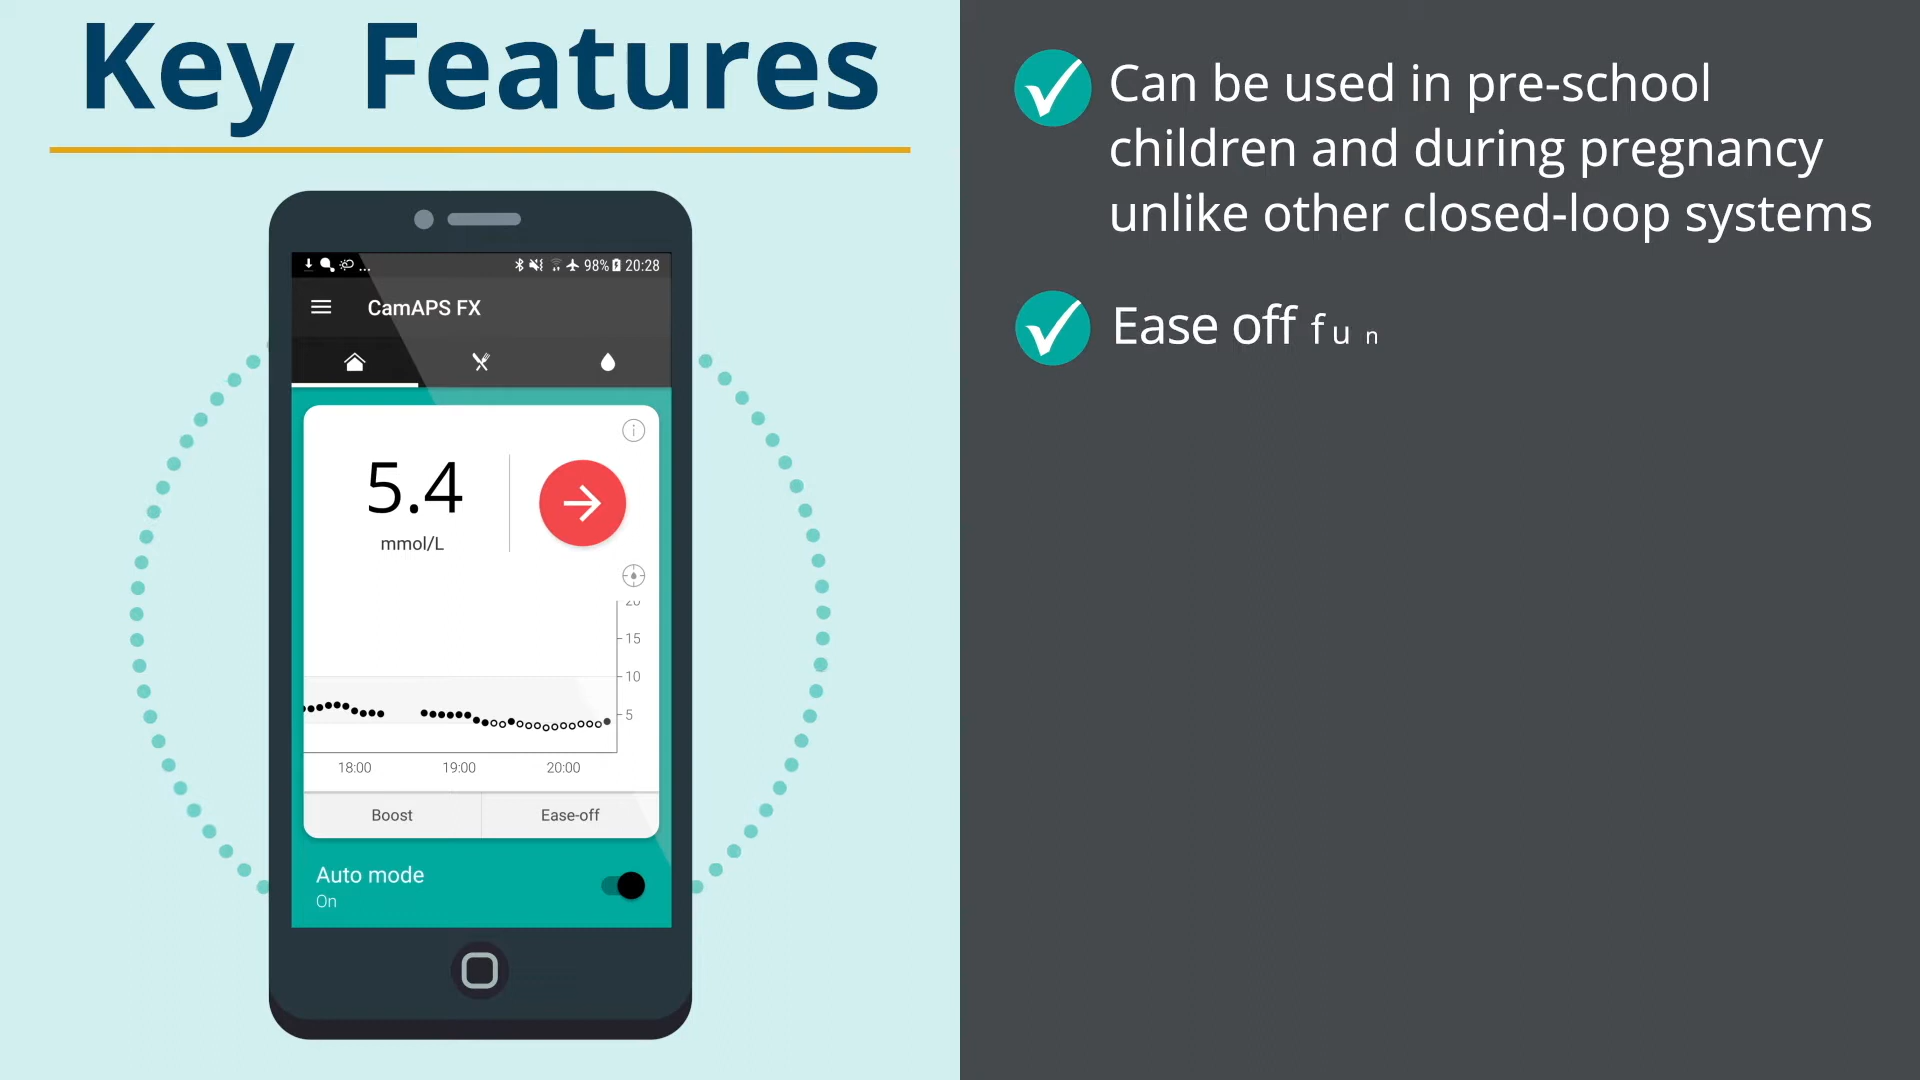 Key Features
Can be used in pre-school
children and during pregnancy
unlike other closed-loop systems
Ease off fun
... 98% 20:28
CamAPS FX
5.4
mmol/L
20
15
10
5
18:00 19:00 20:00
Boost Ease-off
Auto mode
On